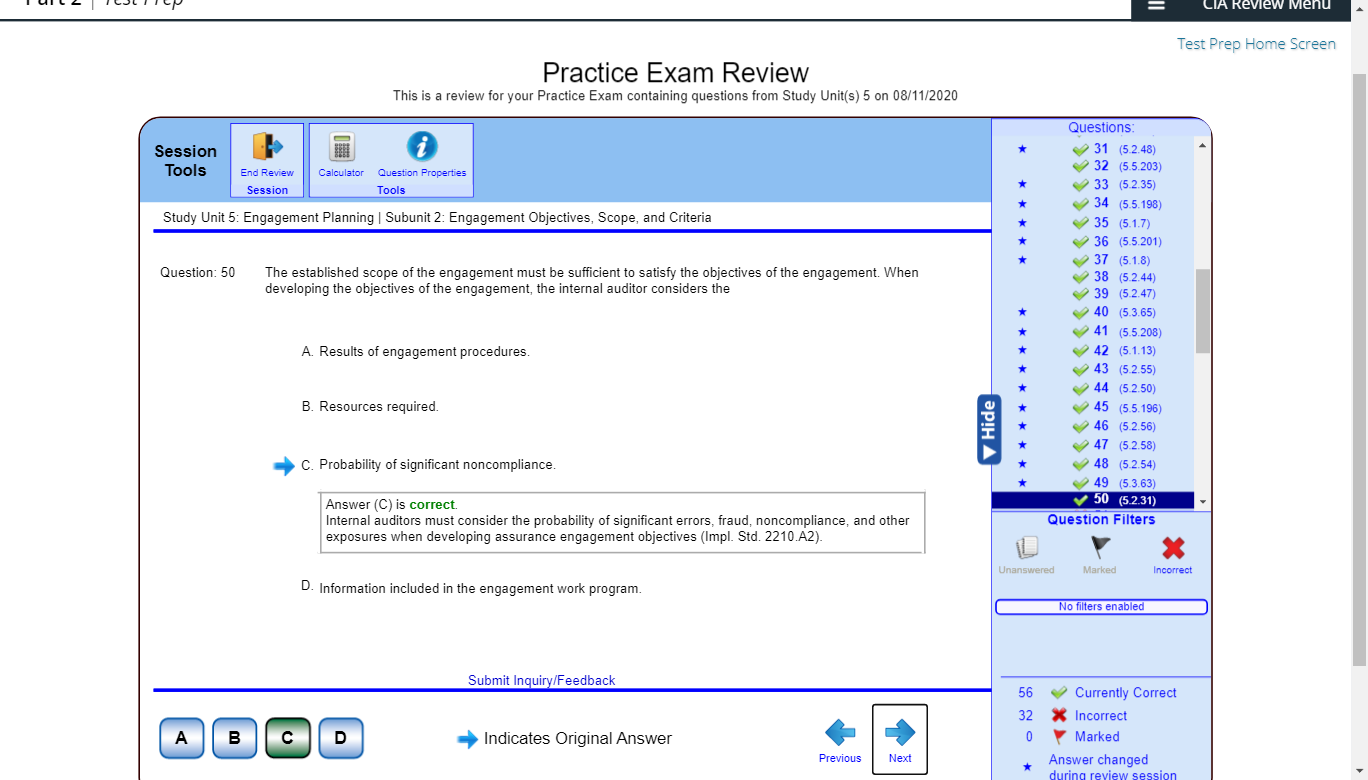 Part 2 | Test Prep
CIA Review Menu
Test Prep Home Screen
Practice Exam Review
This is a review for your Practice Exam containing questions from Study Unit(s) 5 on 08/11/2020
Session
Tools
End Review
Session
Calculator
Question Properties
Tools
Study Unit 5: Engagement Planning | Subunit 2: Engagement Objectives, Scope, and Criteria
Question: 50
The established scope of the engagement must be sufficient to satisfy the objectives of the engagement. When
developing the objectives of the engagement, the internal auditor considers the
A. Results of engagement procedures.
B. Resources required.
C. Probability of significant noncompliance.
Answer (C) is correct.
Internal auditors must consider the probability of significant errors, fraud, noncompliance, and other
exposures when developing assurance engagement objectives (Impl. Std. 2210.A2).
D. Information included in the engagement work program.
Submit Inquiry/Feedback
A
B
C
D
Indicates Original Answer
Previous
Next
Questions:
31 (5.2.48)
32 (5.5.203)
33 (5.2.35)
34 (5.5.198)
35 (5.1.7)
36 (5.5.201)
37 (5.1.8)
38 (5.2.44)
39 (5.2.47)
40 (5.3.65)
41 (5.5.208)
42 (5.1.13)
43 (5.2.55)
44 (5.2.50)
45 (5.5.196)
46 (5.2.56)
47 (5.2.58)
48 (5.2.54)
49 (5.3.63)
50 (5.2.31)
Hide
Question Filters
Unanswered
Marked
Incorrect
No filters enabled
56 Currently Correct
32 Incorrect
0 Marked
Answer changed
during review session